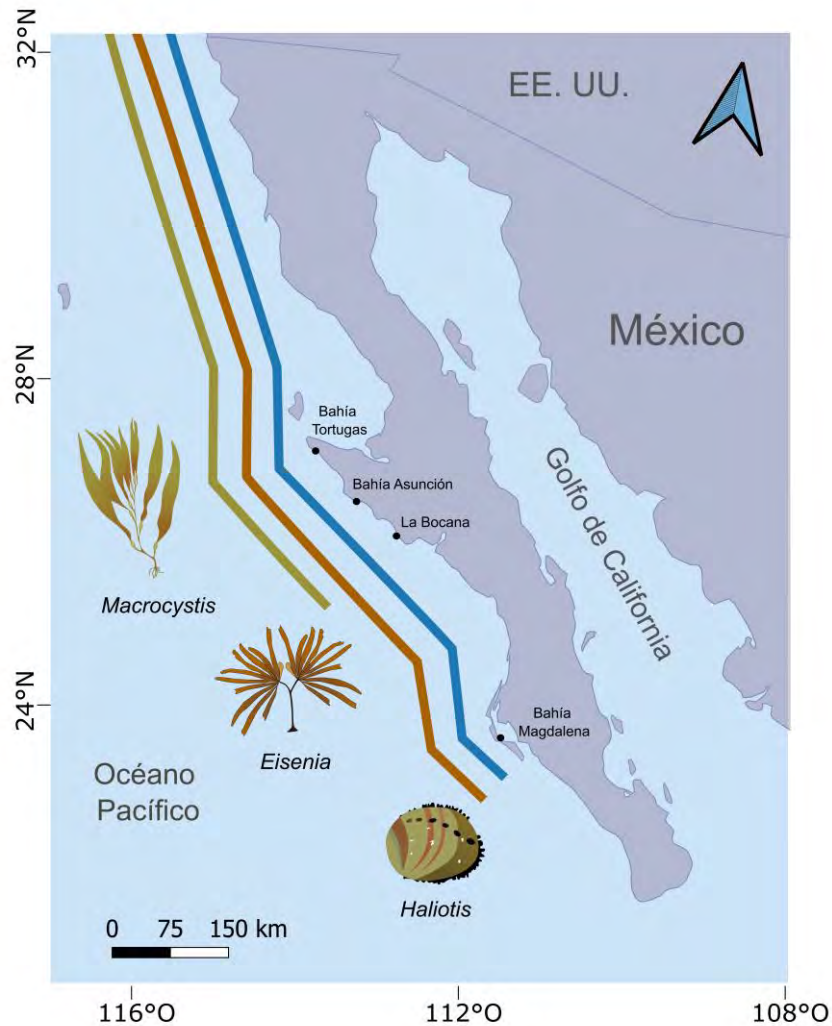 32°N
EE. UU.
México
28°N
Bahía
Tortugas
Bahía Asunción
La Bocana
Golfo de California
Macrocystis
24°N
Bahía
Magdalena
Eisenia
Océano
Pacífico
Haliotis
0 75 150 km
116°O 112°O 108°O